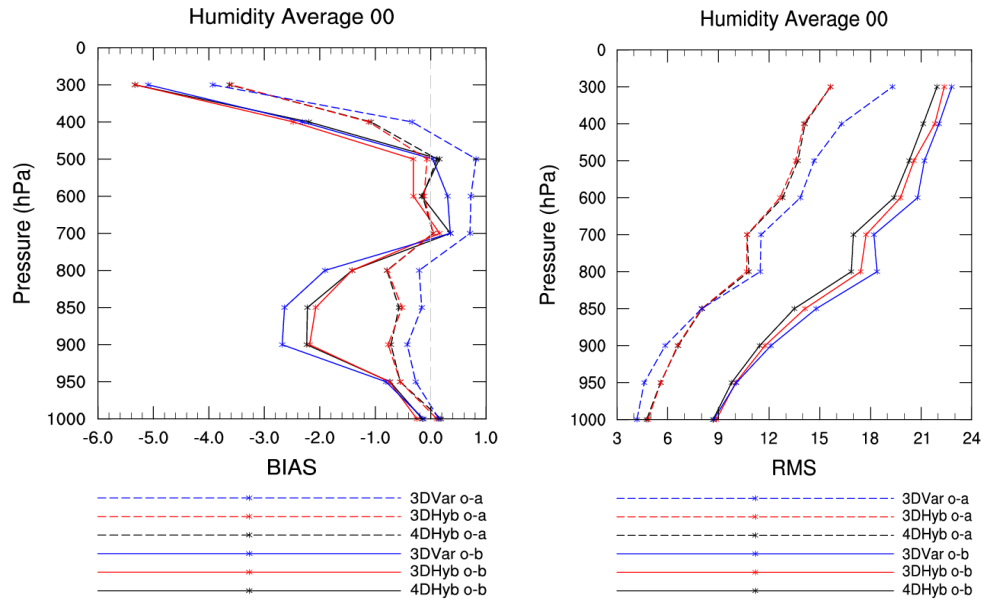 Humidity Average 00
0
300
400
500
600
700
800
850
900
950
1000
Pressure (hPa)
-6.0 -5.0 -4.0 -3.0 -2.0 -1.0 0.0 1.0
BIAS
3DVar o-a
3DHyb o-a
4DHyb o-a
3DVar o-b
3DHyb o-b
4DHyb o-b
Humidity Average 00
0
300
400
500
600
700
800
850
900
950
1000
Pressure (hPa)
3 6 9 12 15 18 21 24
RMS
3DVar o-a
3DHyb o-a
4DHyb o-a
3DVar o-b
3DHyb o-b
4DHyb o-b